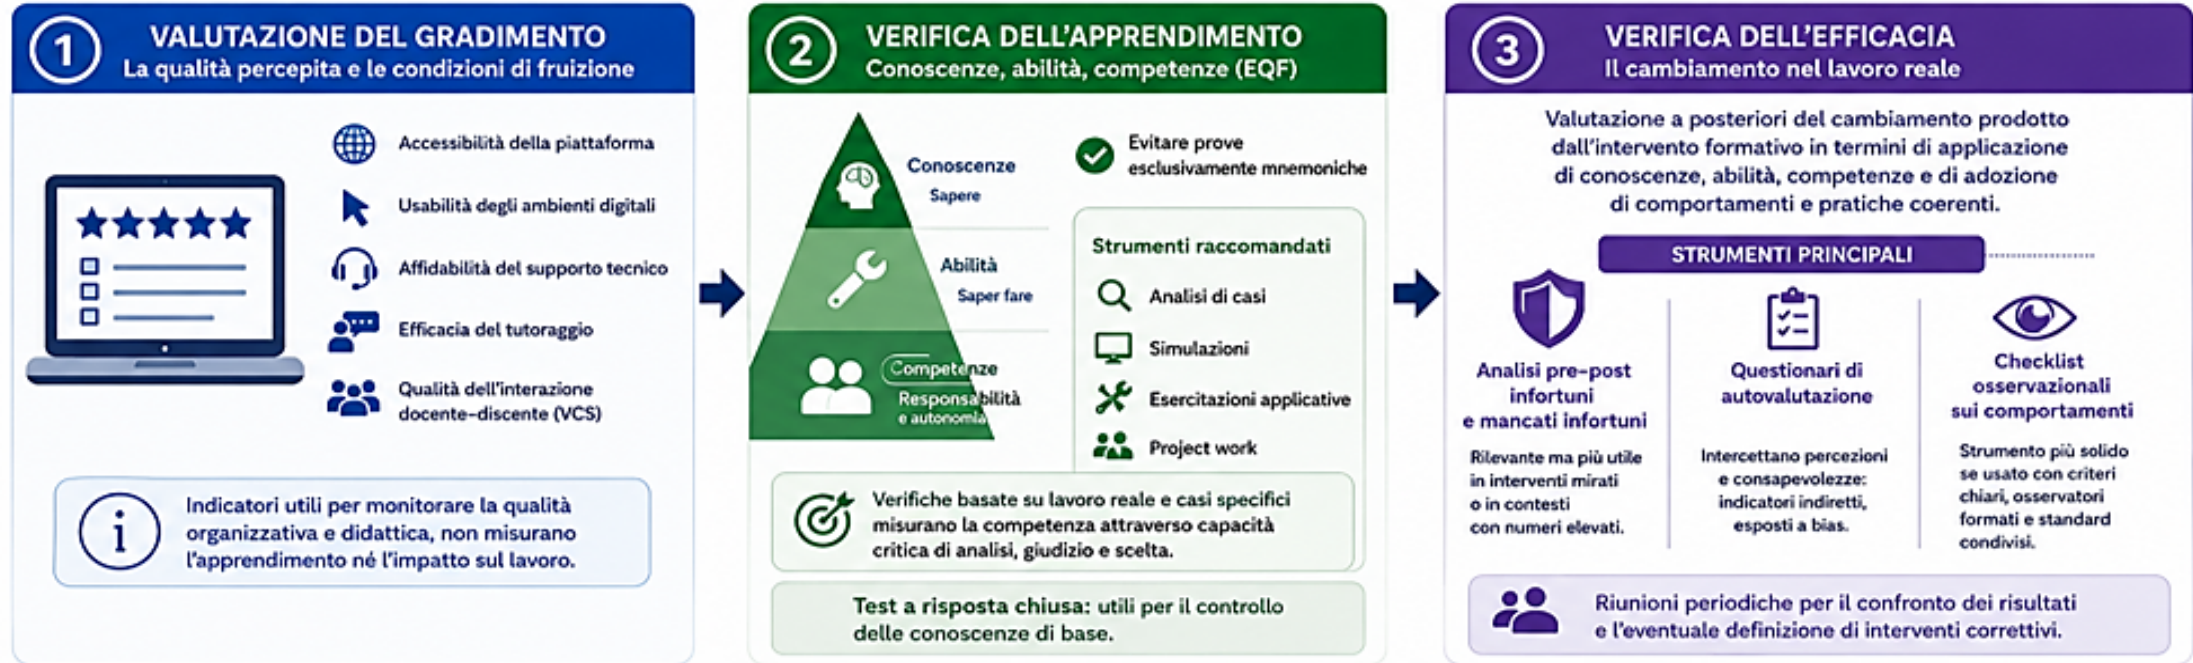 1
VALUTAZIONE DEL GRADIMENTO
La qualità percepita e le condizioni di fruizione
Accessibilità della piattaforma
Usabilità degli ambienti digitali
Affidabilità del supporto tecnico
Efficacia del tutoraggio
Qualità dell'interazione
docente-discente (VCS)
i
Indicatori utili per monitorare la qualità
organizzativa e didattica, non misurano
l'apprendimento né l'impatto sul lavoro.
2
VERIFICA DELL'APPRENDIMENTO
Conoscenze, abilità, competenze (EQF)
Conoscenze
Sapere
Abilità
Saper fare
Competenze
Responsabilità
e autonomia
Evitare prove
esclusivamente mnemoniche
Strumenti raccomandati
Analisi di casi
Simulazioni
Esercitazioni applicative
Project work
Verifiche basate su lavoro reale e casi specifici
misurano la competenza attraverso capacità
critica di analisi, giudizio e scelta.
Test a risposta chiusa: utili per il controllo
delle conoscenze di base.
3
VERIFICA DELL'EFFICACIA
Il cambiamento nel lavoro reale
Valutazione a posteriori del cambiamento prodotto
dall'intervento formativo in termini di applicazione
di conoscenze, abilità, competenze e di adozione
di comportamenti e pratiche coerenti.
STRUMENTI PRINCIPALI
Analisi pre-post
infortuni
e mancati infortuni
Rilevante ma più utile
in interventi mirati
o in contesti
con numeri elevati.
Questionari di
autovalutazione
Intercettano percezioni
e consapevolezze:
indicatori indiretti,
esposti a bias.
Checklist
osservazionali
sui comportamenti
Strumento più solido
se usato con criteri
chiari, osservatori
formati e standard
condivisi.
Riunioni periodiche per il confronto dei risultati
e l'eventuale definizione di interventi correttivi.